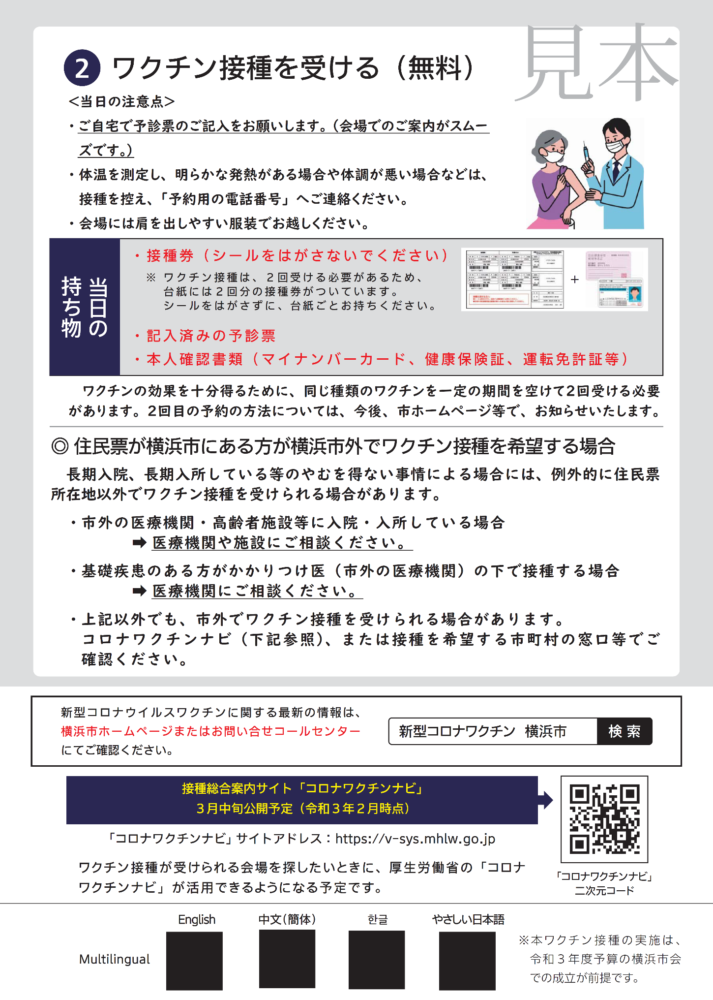 見本
2 ワクチン接種を受ける（無料）
＜当日の注意点＞
・ご自宅で予診票のご記入をお願いします。（会場でのご案内がスムー
ズです。）
・体温を測定し、明らかな発熱がある場合や体調が悪い場合などは、
接種を控え、「予約用の電話番号」へご連絡ください。
・会場には肩を出しやすい服装でお越しください。
当日の
持ち物
・接種券（シールをはがさないでください）
※ ワクチン接種は、２回受ける必要があるため、
台紙には２回分の接種券がついています。
シールをはがさずに、台紙ごとお持ちください。
＋
・記入済みの予診票
・本人確認書類（マイナンバーカード、健康保険証、運転免許証等）
ワクチンの効果を十分得るために、同じ種類のワクチンを一定の期間を空けて2回受ける必要
があります。2回目の予約の方法については、今後、市ホームページ等で、お知らせいたします。
◎ 住民票が横浜市にある方が横浜市外でワクチン接種を希望する場合
長期入院、長期入所している等のやむを得ない事情による場合には、例外的に住民票
所在地以外でワクチン接種を受けられる場合があります。
・市外の医療機関・高齢者施設等に入院・入所している場合
➡ 医療機関や施設にご相談ください。
・基礎疾患のある方がかかりつけ医（市外の医療機関）の下で接種する場合
➡ 医療機関にご相談ください。
・上記以外でも、市外でワクチン接種を受けられる場合があります。
コロナワクチンナビ（下記参照）、または接種を希望する市町村の窓口等でご
確認ください。
新型コロナウイルスワクチンに関する最新の情報は、
横浜市ホームページまたはお問い合せコールセンター
にてご確認ください。
新型コロナワクチン 横浜市 検索
接種総合案内サイト「コロナワクチンナビ」
３月中旬公開予定（令和３年２月時点）
「コロナワクチンナビ」サイトアドレス：https://v-sys.mhlw.go.jp
ワクチン接種が受けられる会場を探したいときに、厚生労働省の「コロナ
ワクチンナビ」が活用できるようになる予定です。
「コロナワクチンナビ」
二次元コード
English 中文（簡体） 한글 やさしい日本語
Multilingual
※本ワクチン接種の実施は、
令和３年度予算の横浜市会
での成立が前提です。